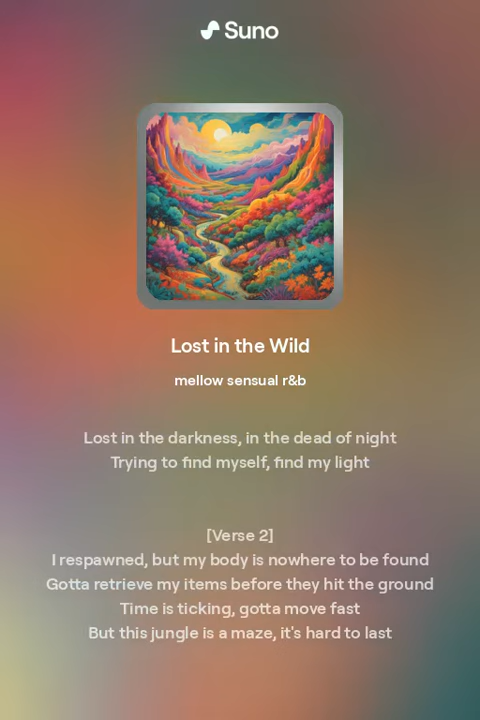 Suno
Lost in the Wild
mellow sensual r&b
Lost in the darkness, in the dead of night
Trying to find myself, find my light
[Verse 2]
I respawned, but my body is nowhere to be found
Gotta retrieve my items before they hit the ground
Time is ticking, gotta move fast
But this jungle is a maze, it's hard to last